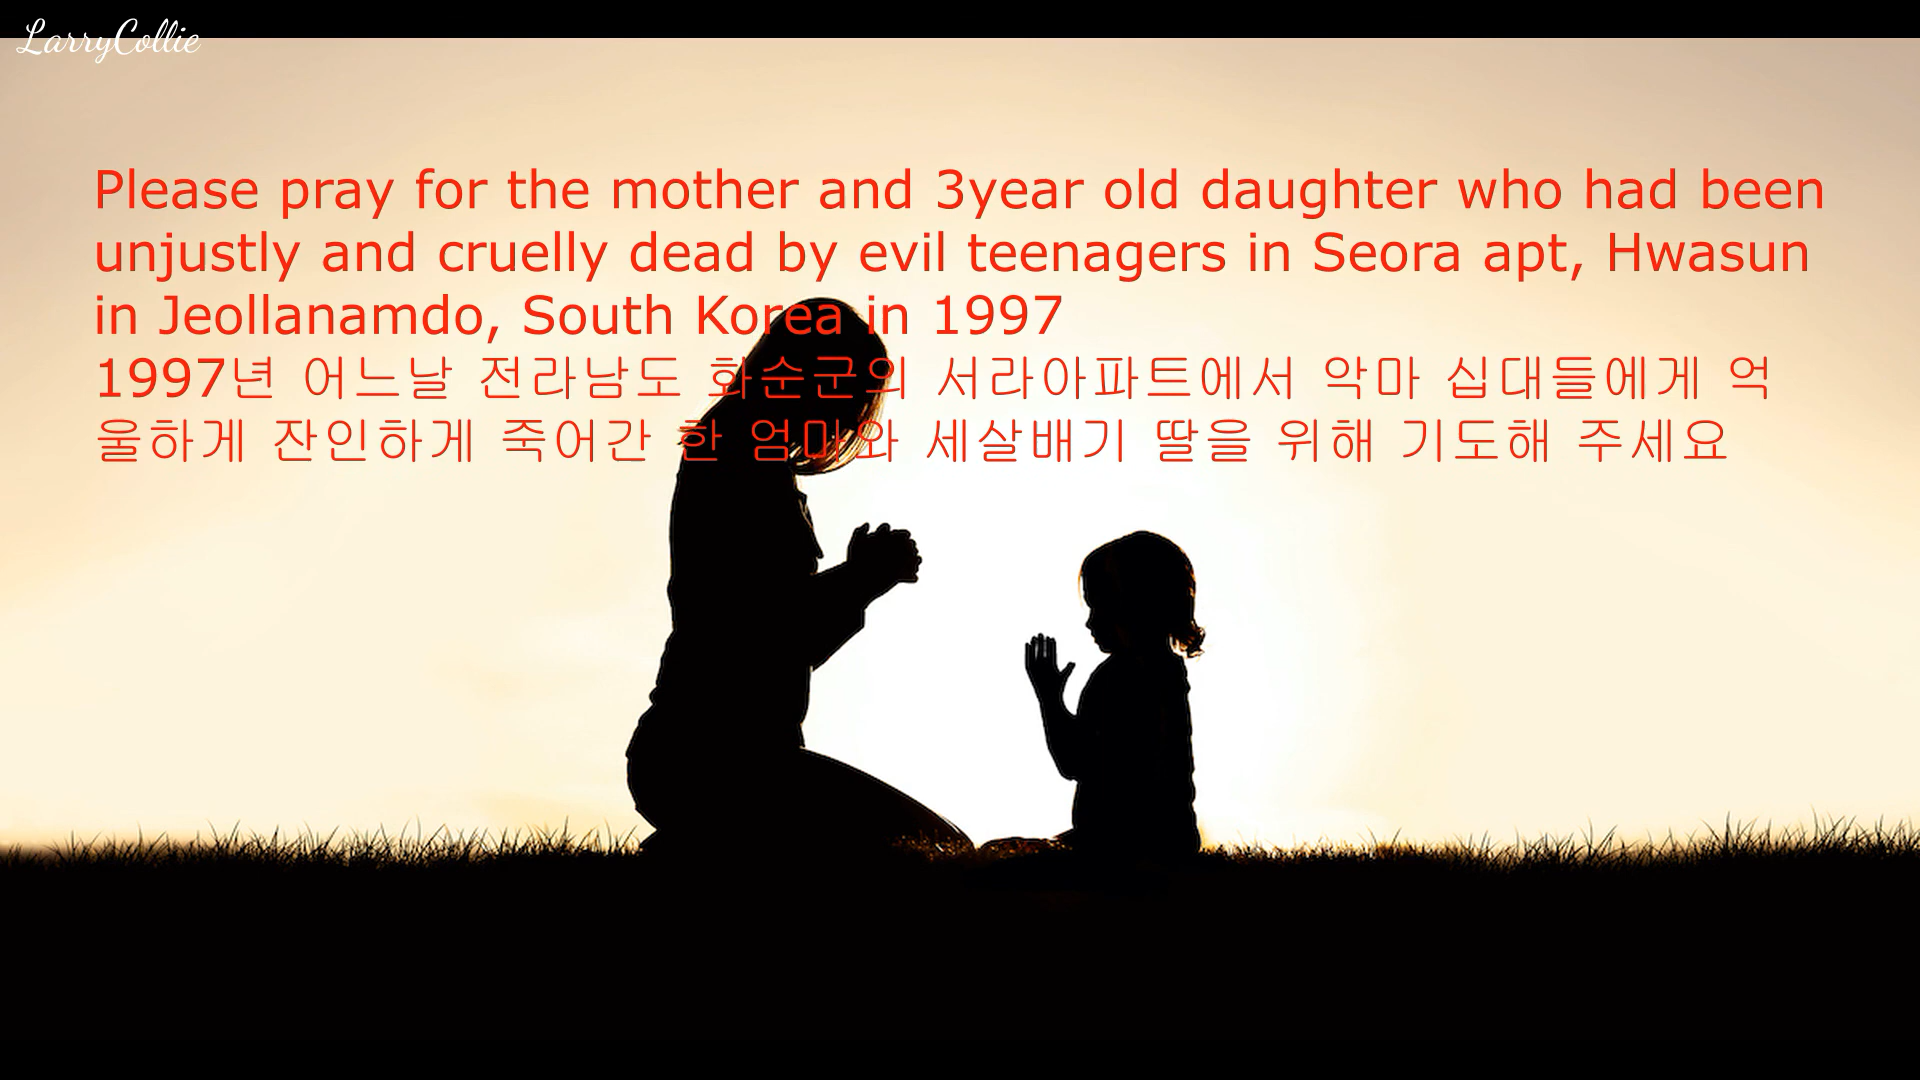 LarryCollie
Please pray for the mother and 3year old daughter who had been
unjustly and cruelly dead by evil teenagers in Seora apt, Hwasun
in Jeollanamdo, South Korea in 1997
1997년 어느날 전라남도 화순군의 서라아파트에서 악마 십대들에게 억
울하게 잔인하게 죽어간 한 엄마와 세살배기 딸을 위해 기도해 주세요